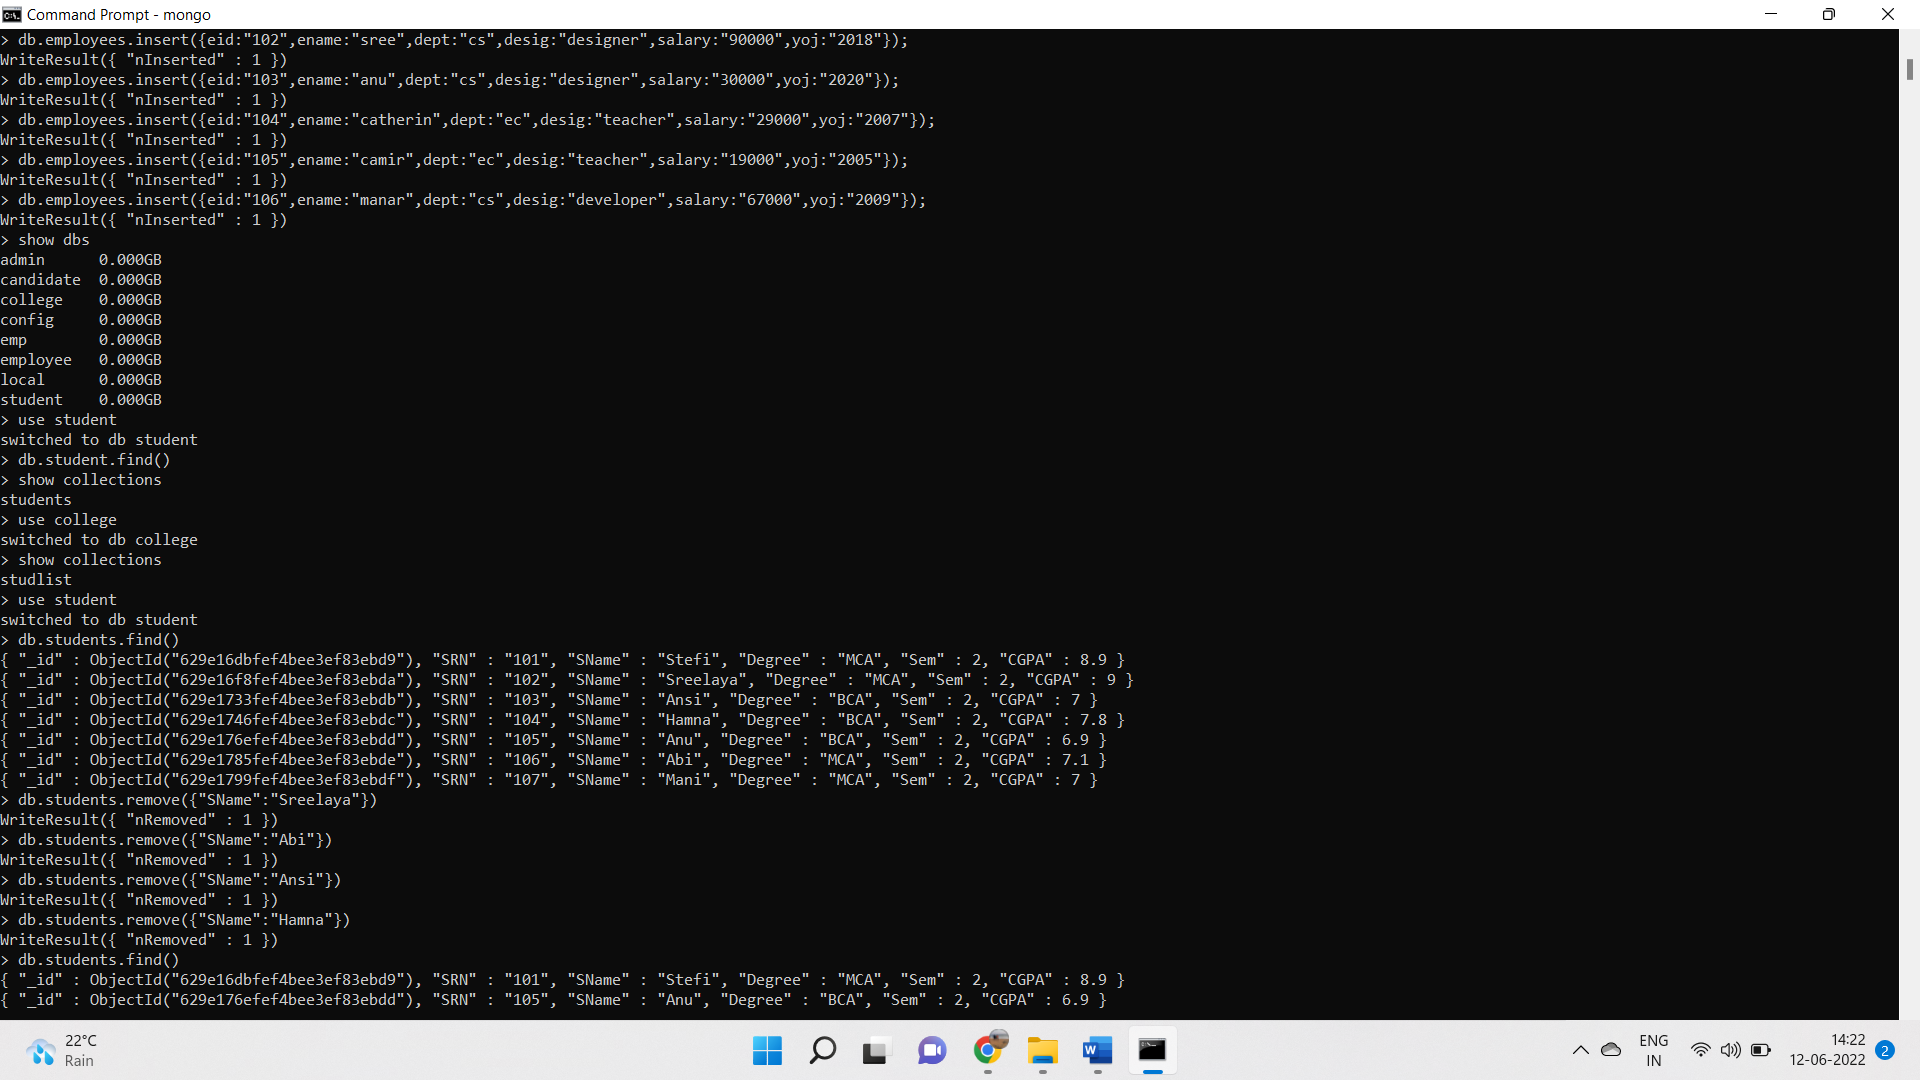 Command Prompt - mongo
> db.employees.insert({eid:"102",ename:"sree",dept:"cs",desig:"designer",salary:"90000",yoj:"2018"});
WriteResult({ "nInserted" : 1 })
> db.employees.insert({eid:"103",ename:"anu",dept:"cs",desig:"designer",salary:"30000",yoj:"2020"});
WriteResult({ "nInserted" : 1 })
> db.employees.insert({eid:"104",ename:"catherin",dept:"ec",desig:"teacher",salary:"29000",yoj:"2007"});
WriteResult({ "nInserted" : 1 })
> db.employees.insert({eid:"105",ename:"camir",dept:"ec",desig:"teacher",salary:"19000",yoj:"2005"});
WriteResult({ "nInserted" : 1 })
> db.employees.insert({eid:"106",ename:"manar",dept:"cs",desig:"developer",salary:"67000",yoj:"2009"});
WriteResult({ "nInserted" : 1 })
> show dbs
admin      0.000GB
candidate  0.000GB
college    0.000GB
config     0.000GB
emp        0.000GB
employee   0.000GB
local      0.000GB
student    0.000GB
> use student
switched to db student
> db.student.find()
> show collections
students
> use college
switched to db college
> show collections
studlist
> use student
switched to db student
> db.students.find()
{ "_id" : ObjectId("629e16dbfef4bee3ef83ebd9"), "SRN" : "101", "SName" : "Stefi", "Degree" : "MCA", "Sem" : 2, "CGPA" : 8.9 }
{ "_id" : ObjectId("629e16f8fef4bee3ef83ebda"), "SRN" : "102", "SName" : "Sreelaya", "Degree" : "MCA", "Sem" : 2, "CGPA" : 9 }
{ "_id" : ObjectId("629e1733fef4bee3ef83ebdb"), "SRN" : "103", "SName" : "Ansi", "Degree" : "BCA", "Sem" : 2, "CGPA" : 7 }
{ "_id" : ObjectId("629e1746fef4bee3ef83ebdc"), "SRN" : "104", "SName" : "Hamna", "Degree" : "BCA", "Sem" : 2, "CGPA" : 7.8 }
{ "_id" : ObjectId("629e176efef4bee3ef83ebdd"), "SRN" : "105", "SName" : "Anu", "Degree" : "BCA", "Sem" : 2, "CGPA" : 6.9 }
{ "_id" : ObjectId("629e1785fef4bee3ef83ebde"), "SRN" : "106", "SName" : "Abi", "Degree" : "MCA", "Sem" : 2, "CGPA" : 7.1 }
{ "_id" : ObjectId("629e1799fef4bee3ef83ebdf"), "SRN" : "107", "SName" : "Mani", "Degree" : "MCA", "Sem" : 2, "CGPA" : 7 }
> db.students.remove({"SName":"Sreelaya"})
WriteResult({ "nRemoved" : 1 })
> db.students.remove({"SName":"Abi"})
WriteResult({ "nRemoved" : 1 })
> db.students.remove({"SName":"Ansi"})
WriteResult({ "nRemoved" : 1 })
> db.students.remove({"SName":"Hamna"})
WriteResult({ "nRemoved" : 1 })
> db.students.find()
{ "_id" : ObjectId("629e16dbfef4bee3ef83ebd9"), "SRN" : "101", "SName" : "Stefi", "Degree" : "MCA", "Sem" : 2, "CGPA" : 8.9 }
{ "_id" : ObjectId("629e176efef4bee3ef83ebdd"), "SRN" : "105", "SName" : "Anu", "Degree" : "BCA", "Sem" : 2, "CGPA" : 6.9 }
22°C
Rain
ENG
IN
14:22
12-06-2022
2